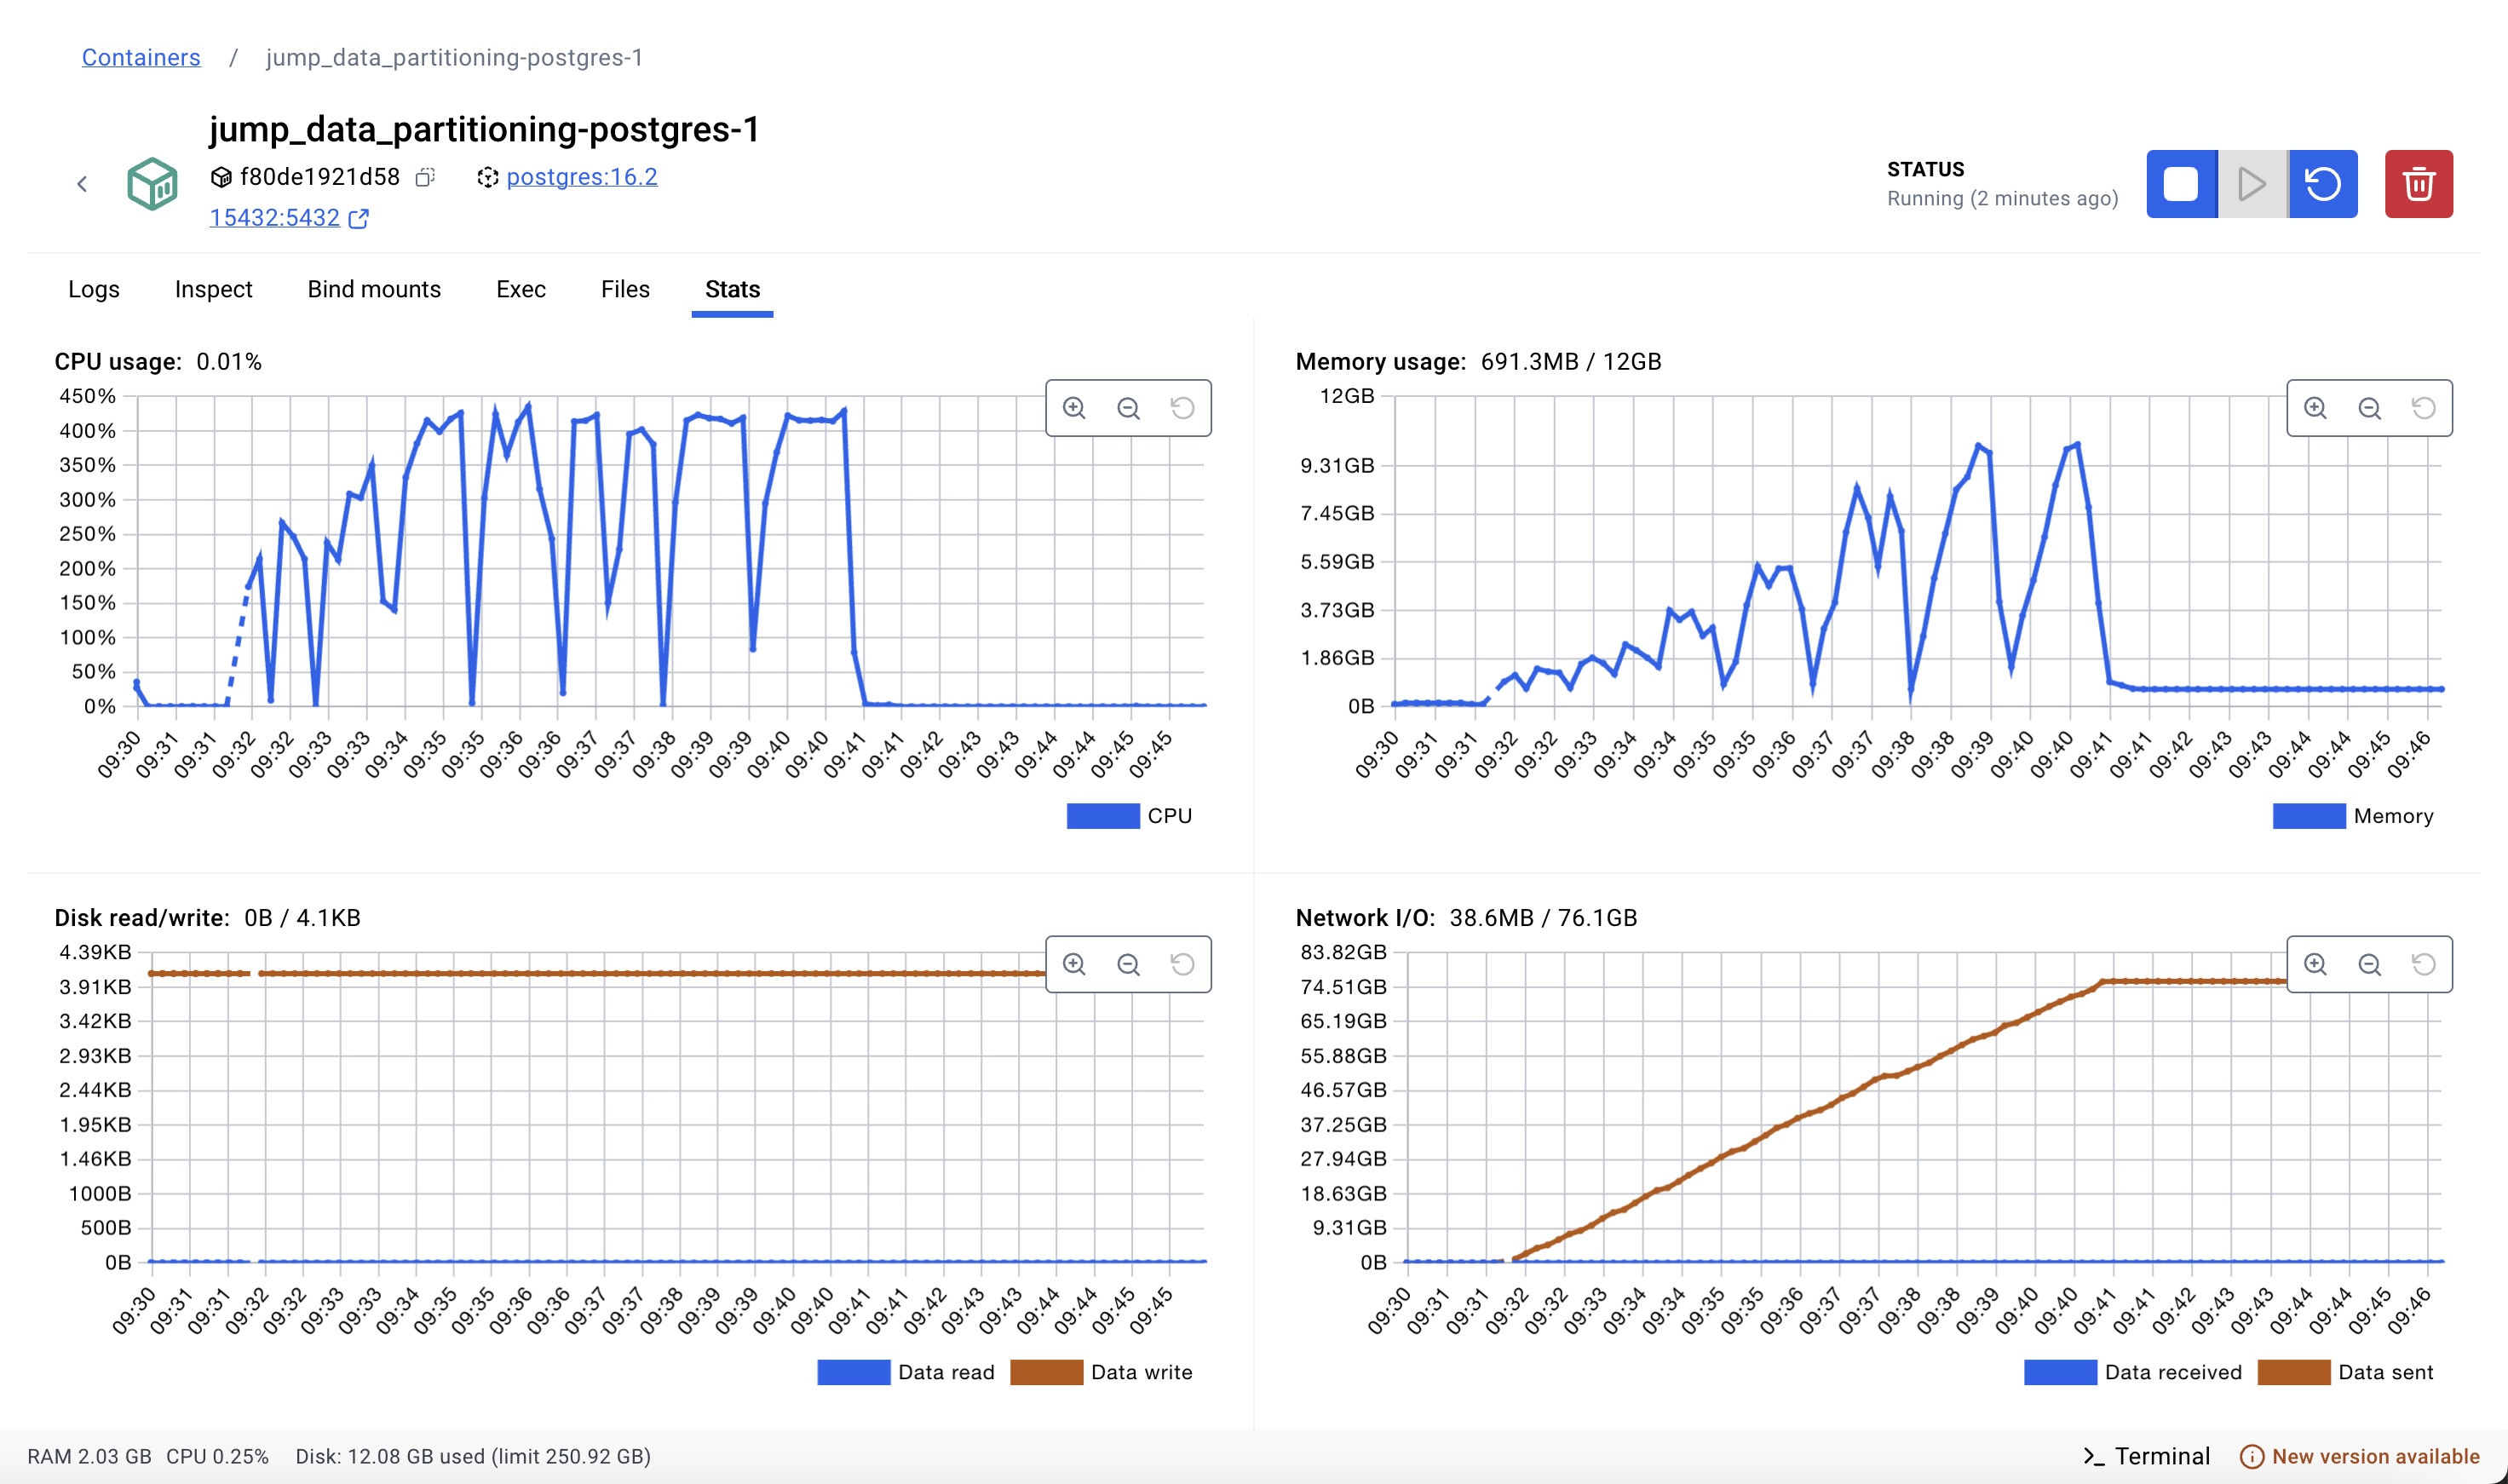 Containers / jump_data_partitioning-postgres-1
jump_data_partitioning-postgres-1
f80de1921d58 postgres:16.2
15432:5432
STATUS
Running (2 minutes ago)
Logs Inspect Bind mounts Exec Files Stats
CPU usage: 0.01%
450%
400%
350%
300%
250%
200%
150%
100%
50%
0%
09:30 09:31 09:31 09:32 09:32 09:33 09:33 09:34 09:35 09:35 09:36 09:36 09:37 09:37 09:38 09:39 09:39 09:40 09:40 09:41 09:41 09:42 09:43 09:43 09:44 09:44 09:45 09:45
CPU
Memory usage: 691.3MB / 12GB
12GB
9.31GB
7.45GB
5.59GB
3.73GB
1.86GB
0B
09:30 09:31 09:31 09:32 09:32 09:33 09:34 09:34 09:35 09:35 09:36 09:37 09:37 09:38 09:38 09:39 09:40 09:40 09:41 09:41 09:42 09:43 09:43 09:44 09:44 09:45 09:46
Memory
Disk read/write: 0B / 4.1KB
4.39KB
3.91KB
3.42KB
2.93KB
2.44KB
1.95KB
1.46KB
1000B
500B
0B
09:30 09:31 09:31 09:32 09:32 09:33 09:33 09:34 09:35 09:35 09:36 09:36 09:37 09:37 09:38 09:39 09:39 09:40 09:40 09:41 09:41 09:42 09:43 09:43 09:44 09:44 09:45 09:45
Data read Data write
Network I/O: 38.6MB / 76.1GB
83.82GB
74.51GB
65.19GB
55.88GB
46.57GB
37.25GB
27.94GB
18.63GB
9.31GB
0B
09:30 09:31 09:31 09:32 09:32 09:33 09:34 09:34 09:35 09:35 09:36 09:37 09:37 09:38 09:38 09:39 09:40 09:40 09:41 09:41 09:42 09:43 09:43 09:44 09:44 09:45 09:46
Data received Data sent
RAM 2.03 GB CPU 0.25% Disk: 12.08 GB used (limit 250.92 GB)
>_ Terminal New version available